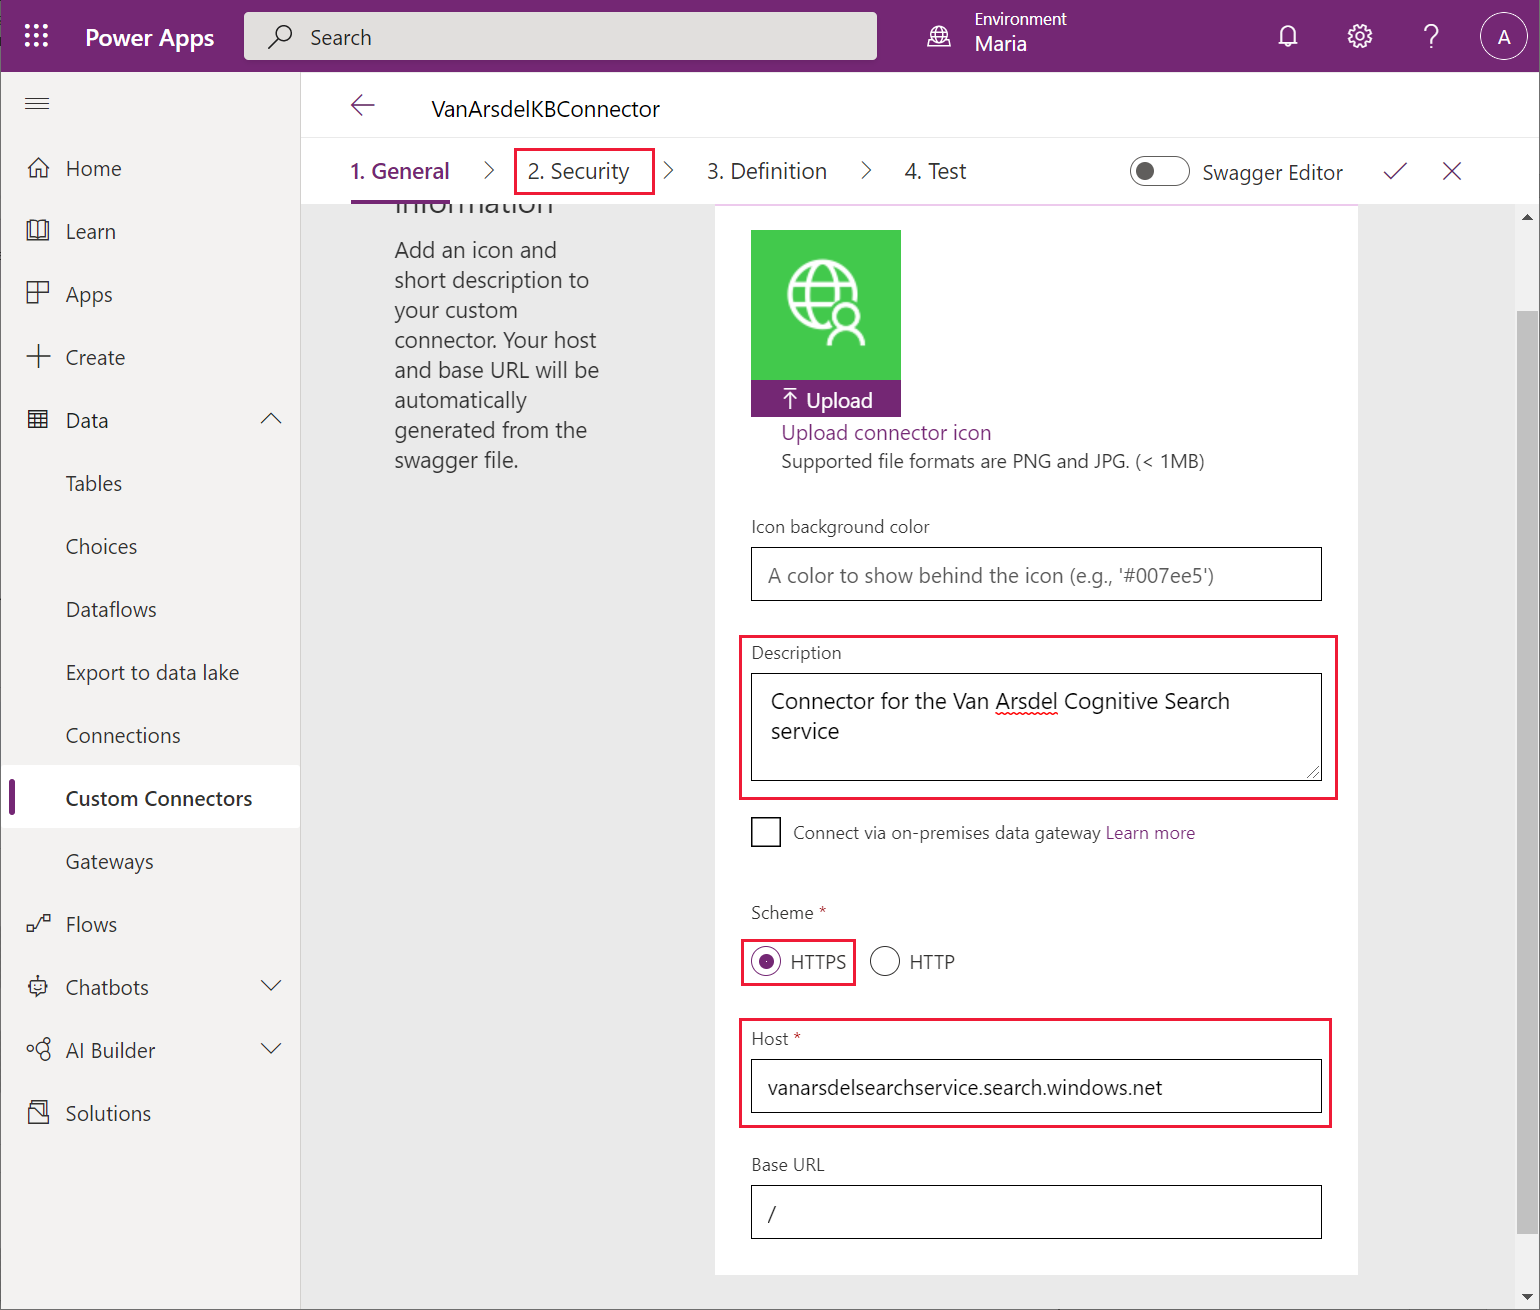 Power Apps
Search
Environment
Maria
A
VanArsdelKBConnector
1. General
2. Security
3. Definition
4. Test
Swagger Editor
Home
Learn
Apps
Create
Data
Tables
Choices
Dataflows
Export to data lake
Connections
Custom Connectors
Gateways
Flows
Chatbots
AI Builder
Solutions
information
Add an icon and
short description to
your custom
connector. Your host
and base URL will be
automatically
generated from the
swagger file.
Upload
Upload connector icon
Supported file formats are PNG and JPG. (< 1MB)
Icon background color
A color to show behind the icon (e.g., '#007ee5')
Description
Connector for the Van Arsdel Cognitive Search
service
Connect via on-premises data gateway Learn more
Scheme *
HTTPS
HTTP
Host *
vanarsdelsearchservice.search.windows.net
Base URL
/